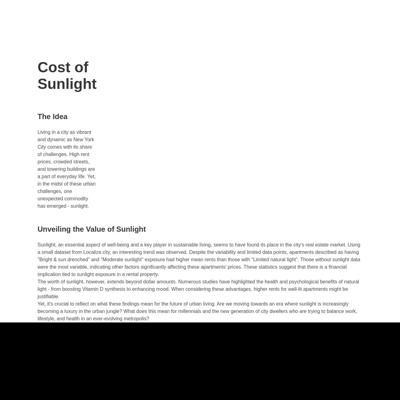 Cost of
Sunlight
The Idea
Living in a city as vibrant
and dynamic as New York
City comes with its share
of challenges. High rent
prices, crowded streets,
and towering buildings are
a part of everyday life. Yet,
in the midst of these urban
challenges, one
unexpected commodity
has emerged - sunlight.
Unveiling the Value of Sunlight
Sunlight, an essential aspect of well-being and a key player in sustainable living, seems to have found its place in the city's real estate market. Using
a small dataset from Localize.city, an interesting trend was observed. Despite the variability and limited data points, apartments described as having
"Bright & sun drenched" and "Moderate sunlight" exposure had higher mean rents than those with "Limited natural light". Those without sunlight data
were the most variable, indicating other factors significantly affecting these apartments' prices. These statistics suggest that there is a financial
implication tied to sunlight exposure in a rental property.
The worth of sunlight, however, extends beyond dollar amounts. Numerous studies have highlighted the health and psychological benefits of natural
light - from boosting Vitamin D synthesis to enhancing mood. When considering these advantages, higher rents for well-lit apartments might be
justifiable.
Yet, it's crucial to reflect on what these findings mean for the future of urban living. Are we moving towards an era where sunlight is increasingly
becoming a luxury in the urban jungle? What does this mean for millennials and the new generation of city dwellers who are trying to balance work,
lifestyle, and health in an ever-evolving metropolis?